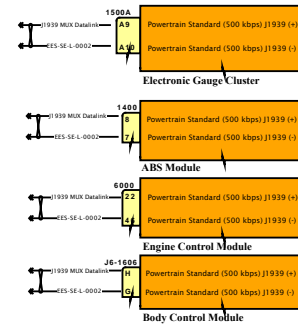 1500A
J1939 MUX Datalink A9 Powertrain Standard (500 kbps) J1939 (+)
EES-SE-L-0002 A10 Powertrain Standard (500 kbps) J1939 (-)
Electronic Gauge Cluster
1400
J1939 MUX Datalink 8 Powertrain Standard (500 kbps) J1939 (+)
EES-SE-L-0002 7 Powertrain Standard (500 kbps) J1939 (-)
ABS Module
6000
J1939 MUX Datalink 22 Powertrain Standard (500 kbps) J1939 (+)
EES-SE-L-0002 46 Powertrain Standard (500 kbps) J1939 (-)
Engine Control Module
J6-1606
J1939 MUX Datalink H Powertrain Standard (500 kbps) J1939 (+)
EES-SE-L-0002 G Powertrain Standard (500 kbps) J1939 (-)
Body Control Module